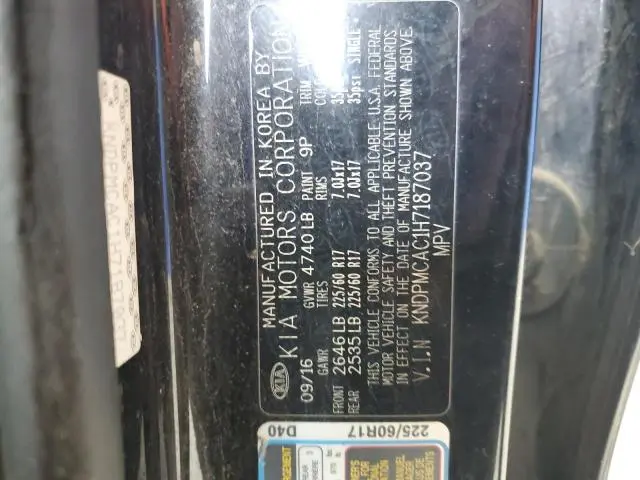 MANUFACTURED IN KOREA BY
KIA KIA MOTORS CORPORATION
09/16 GVWR 4740LB PAINT 9P TRIM
GAWR TIRES RIMS
FRONT 2646LB 225/60 R17 7.0Jx17
REAR 2535LB 225/60 R17 7.0Jx17 35psi SINGLE
THIS VEHICLE CONFORMS TO ALL APPLICABLE U.S.A. FEDERAL
MOTOR VEHICLE SAFETY AND THEFT PREVENTION STANDARDS
IN EFFECT ON THE DATE OF MANUFACTURE SHOWN ABOVE.
V.I.N KNDPMCAC1H7187037
MPV
D40 225/60R17